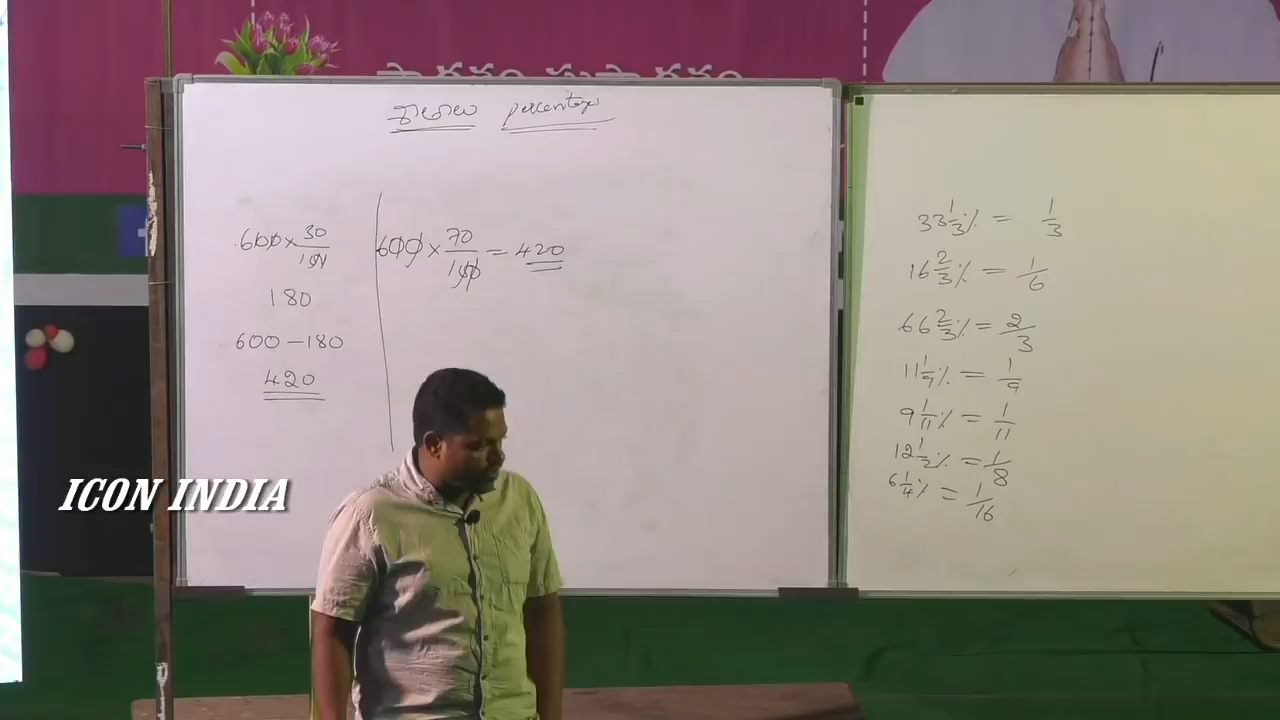 percentage
600 × 30/100
180
600 − 180
420
600 × 70/100 = 420
33 1/3 % = 1/3
16 2/3 % = 1/6
66 2/3 % = 2/3
11 1/9 % = 1/9
9 1/11 % = 1/11
12 1/2 % = 1/8
6 1/4 % = 1/16
ICON INDIA